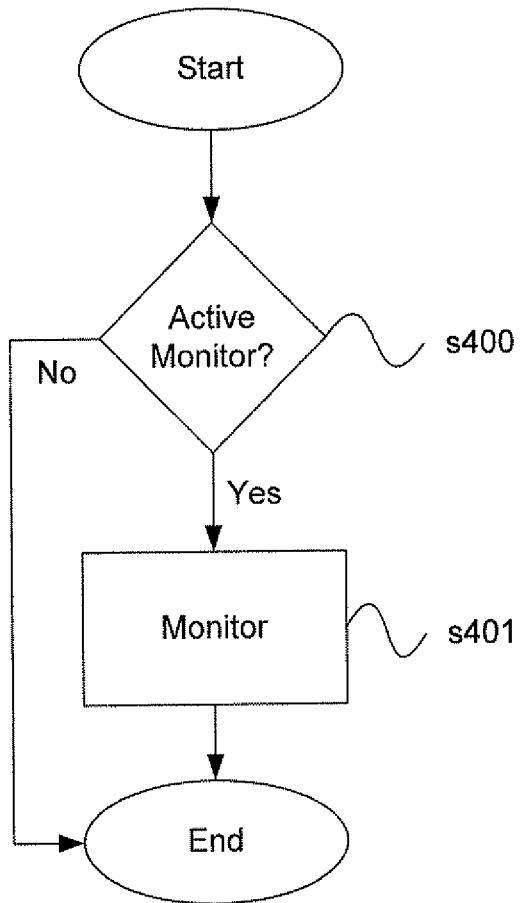 Start
Active
Monitor?
s400
No
Yes
Monitor
s401
End